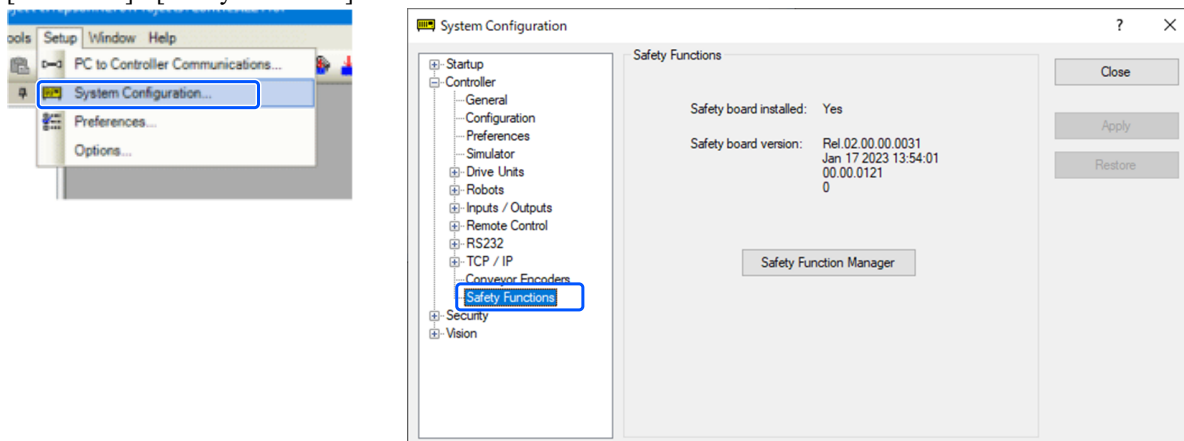 Setup Window Help
PC to Controller Communications...
System Configuration...
Preferences...
Options...
System Configuration
? ×
Startup
Controller
General
Configuration
Preferences
Simulator
Drive Units
Robots
Inputs / Outputs
Remote Control
RS232
TCP / IP
Conveyor Encoders
Safety Functions
Security
Vision
Safety Functions
Safety board installed: Yes
Safety board version: Rel.02.00.00.0031
Jan 17 2023 13:54:01
00.00.0121
0
Safety Function Manager
Close
Apply
Restore